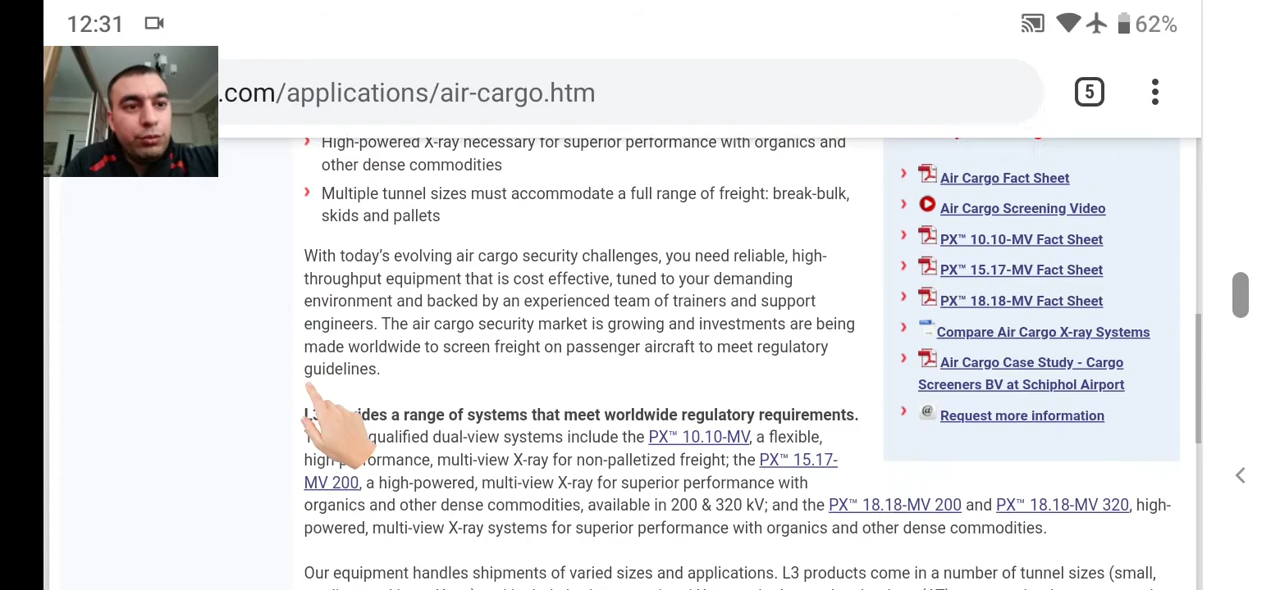 12:31
62%
.com/applications/air-cargo.htm
5
High-powered X-ray necessary for superior performance with organics and
other dense commodities
Multiple tunnel sizes must accommodate a full range of freight: break-bulk,
skids and pallets
With today's evolving air cargo security challenges, you need reliable, high-
throughput equipment that is cost effective, tuned to your demanding
environment and backed by an experienced team of trainers and support
engineers. The air cargo security market is growing and investments are being
made worldwide to screen freight on passenger aircraft to meet regulatory
guidelines.
a range of systems that meet worldwide regulatory requirements.
qualified dual-view systems include the PX™ 10.10-MV, a flexible,
multi-view X-ray for non-palletized freight; the PX™ 15.17-
MV 200, a high-powered, multi-view X-ray for superior performance with
organics and other dense commodities, available in 200 & 320 kV; and the PX™ 18.18-MV 200 and PX™ 18.18-MV 320, high-
powered, multi-view X-ray systems for superior performance with organics and other dense commodities.
Our equipment handles shipments of varied sizes and applications. L3 products come in a number of tunnel sizes (small,
Air Cargo Fact Sheet
Air Cargo Screening Video
PX™ 10.10-MV Fact Sheet
PX™ 15.17-MV Fact Sheet
PX™ 18.18-MV Fact Sheet
Compare Air Cargo X-ray Systems
Air Cargo Case Study - Cargo
Screeners BV at Schiphol Airport
@ Request more information